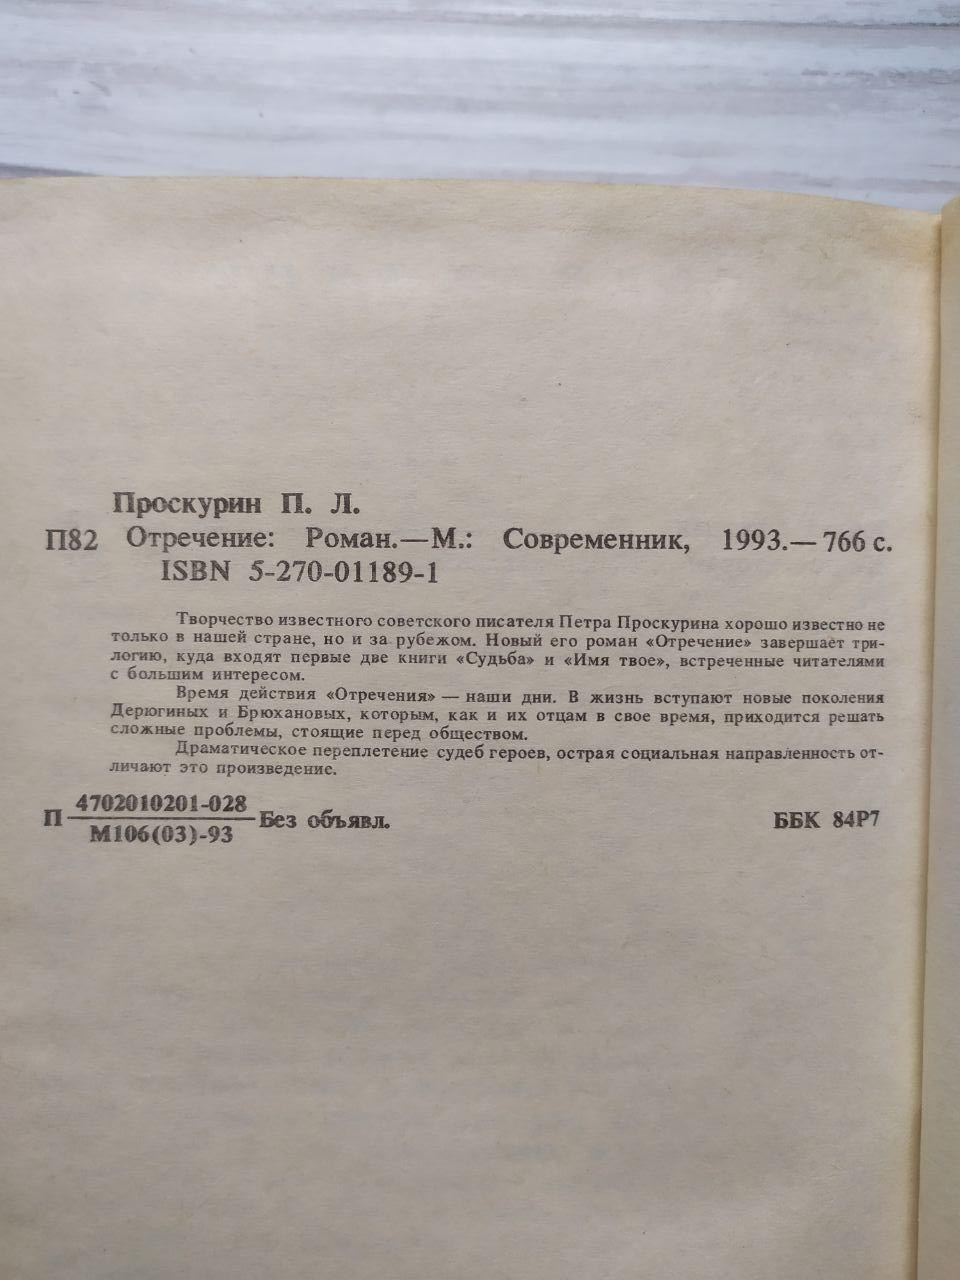 Проскурин П. Л.
П82 Отречение: Роман.—М.: Современник, 1993.— 766 с.
ISBN 5-270-01189-1
Творчество известного советского писателя Петра Проскурина хорошо известно не
только в нашей стране, но и за рубежом. Новый его роман «Отречение» завершает три-
логию, куда входят первые две книги «Судьба» и «Имя твое», встреченные читателями
с большим интересом.
Время действия «Отречения» — наши дни. В жизнь вступают новые поколения
Дерюгиных и Брюхановых, которым, как и их отцам в свое время, приходится решать
сложные проблемы, стоящие перед обществом.
Драматическое переплетение судеб героев, острая социальная направленность от-
личают это произведение.
4702010201-028
П Без объявл. ББК 84Р7
М106(03)-93